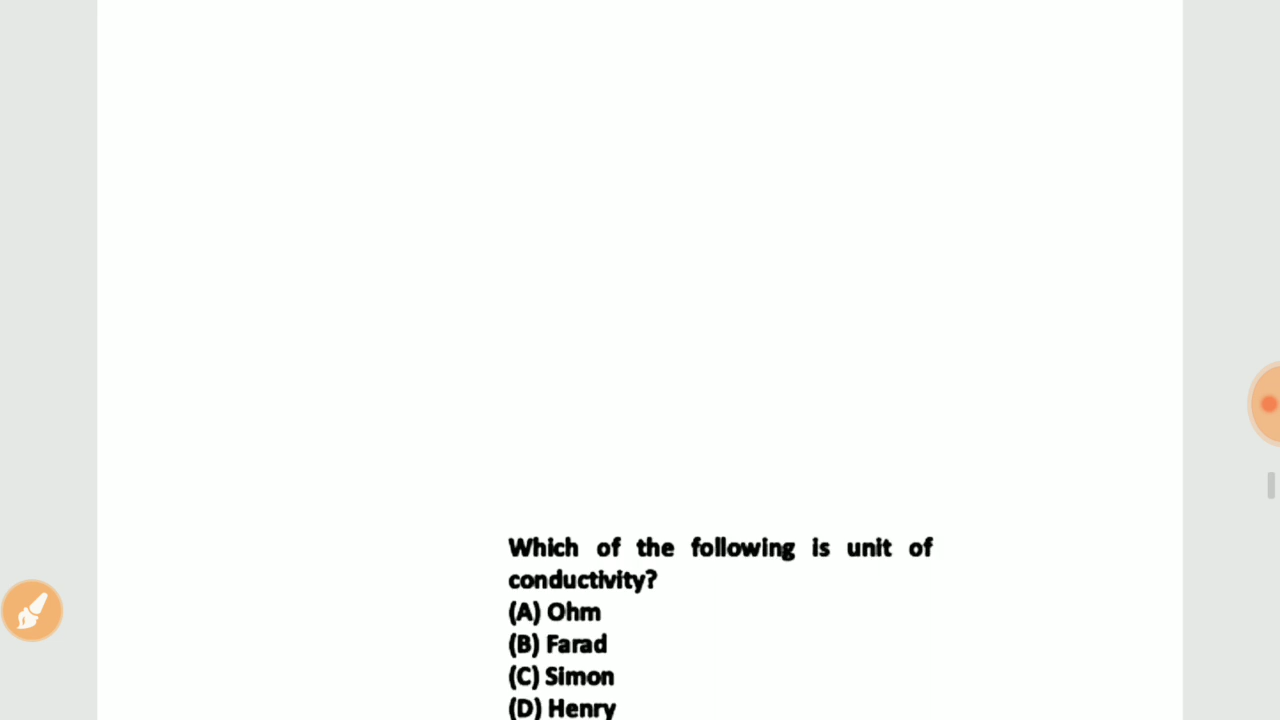 Which of the following is unit of
conductivity?
(A) Ohm
(B) Farad
(C) Simon
(D) Henry